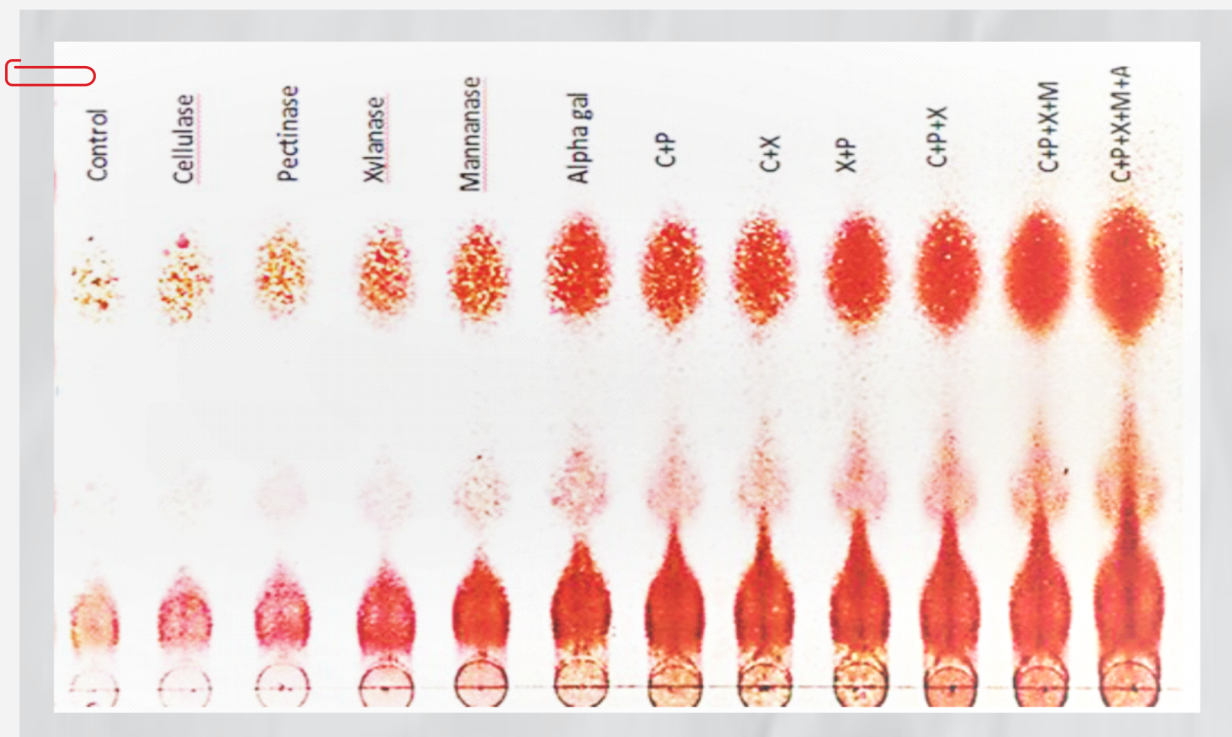 Control
Cellulase
Pectinase
Xylanase
Mannanase
Alpha gal
C+P
C+X
X+P
C+P+X
C+P+X+M
C+P+X+M+A